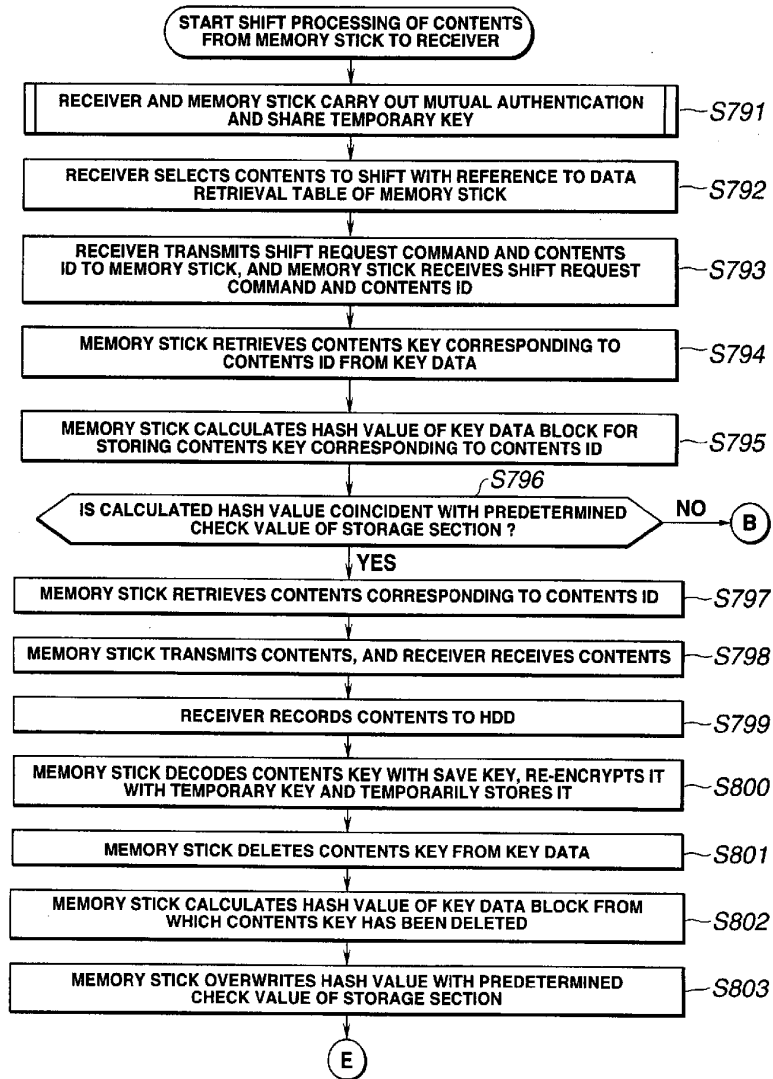 START SHIFT PROCESSING OF CONTENTS
FROM MEMORY STICK TO RECEIVER
RECEIVER AND MEMORY STICK CARRY OUT MUTUAL AUTHENTICATION
AND SHARE TEMPORARY KEY
S791
RECEIVER SELECTS CONTENTS TO SHIFT WITH REFERENCE TO DATA
RETRIEVAL TABLE OF MEMORY STICK
S792
RECEIVER TRANSMITS SHIFT REQUEST COMMAND AND CONTENTS
ID TO MEMORY STICK, AND MEMORY STICK RECEIVES SHIFT REQUEST
COMMAND AND CONTENTS ID
S793
MEMORY STICK RETRIEVES CONTENTS KEY CORRESPONDING TO
CONTENTS ID FROM KEY DATA
S794
MEMORY STICK CALCULATES HASH VALUE OF KEY DATA BLOCK FOR
STORING CONTENTS KEY CORRESPONDING TO CONTENTS ID
S795
S796
IS CALCULATED HASH VALUE COINCIDENT WITH PREDETERMINED
CHECK VALUE OF STORAGE SECTION ?
NO
B
YES
MEMORY STICK RETRIEVES CONTENTS CORRESPONDING TO CONTENTS ID
S797
MEMORY STICK TRANSMITS CONTENTS, AND RECEIVER RECEIVES CONTENTS
S798
RECEIVER RECORDS CONTENTS TO HDD
S799
MEMORY STICK DECODES CONTENTS KEY WITH SAVE KEY, RE-ENCRYPTS IT
WITH TEMPORARY KEY AND TEMPORARILY STORES IT
S800
MEMORY STICK DELETES CONTENTS KEY FROM KEY DATA
S801
MEMORY STICK CALCULATES HASH VALUE OF KEY DATA BLOCK FROM
WHICH CONTENTS KEY HAS BEEN DELETED
S802
MEMORY STICK OVERWRITES HASH VALUE WITH PREDETERMINED
CHECK VALUE OF STORAGE SECTION
S803
E